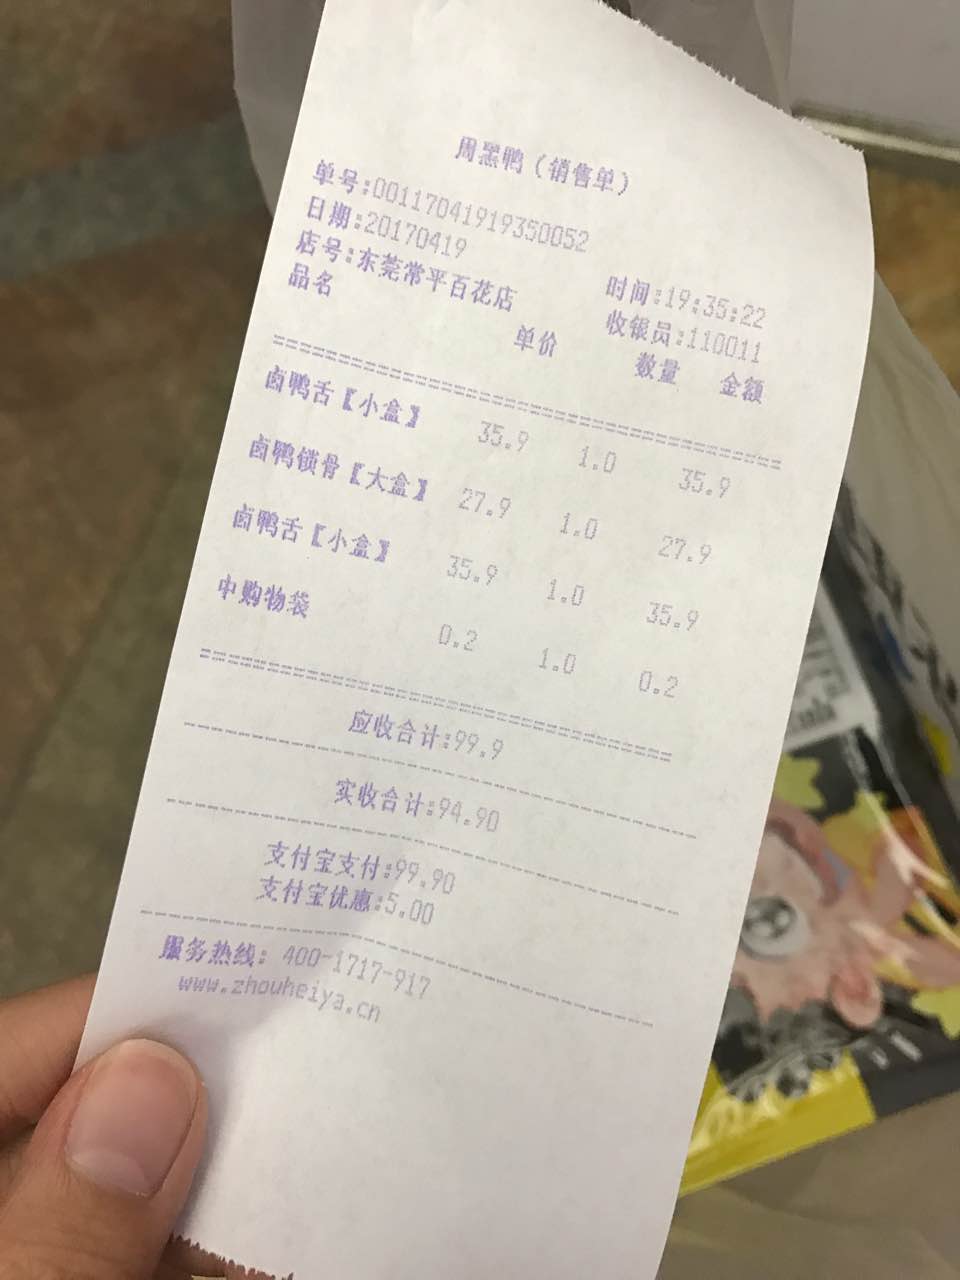 周黑鸭（销售单）
单号:00117041919350052
日期:20170419 时间:19:35:22
店号:东莞常平百花店 收银员:110011
品名 单价 数量 金额
卤鸭舌【小盒】 35.9 1.0 35.9
卤鸭锁骨【大盒】 27.9 1.0 27.9
卤鸭舌【小盒】 35.9 1.0 35.9
中购物袋 0.2 1.0 0.2
应收合计:99.9
实收合计:94.90
支付宝支付:99.90
支付宝优惠:5.00
服务热线: 400-1717-917
www.zhouheiya.cn